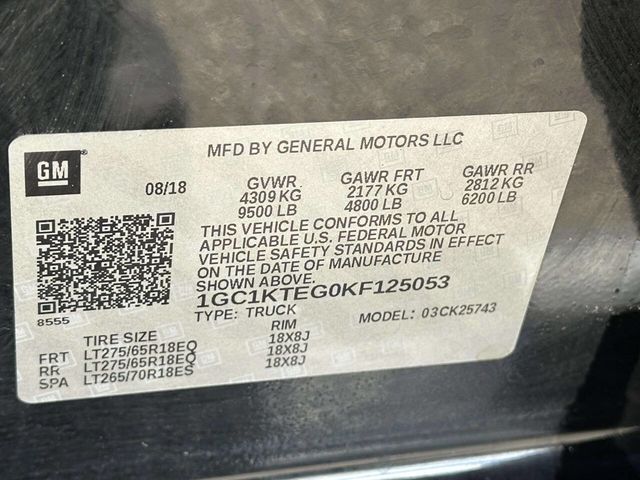 GM
MFD BY GENERAL MOTORS LLC
08/18 GVWR GAWR FRT GAWR RR
4309 KG 2177 KG 2812 KG
9500 LB 4800 LB 6200 LB
THIS VEHICLE CONFORMS TO ALL
APPLICABLE U.S. FEDERAL MOTOR
VEHICLE SAFETY STANDARDS IN EFFECT
ON THE DATE OF MANUFACTURE
SHOWN ABOVE.
1GC1KTEG0KF125053
8555
TYPE: TRUCK MODEL: 03CK25743
TIRE SIZE RIM
FRT LT275/65R18EQ 18X8J
RR LT275/65R18EQ 18X8J
SPA LT265/70R18ES 18X8J